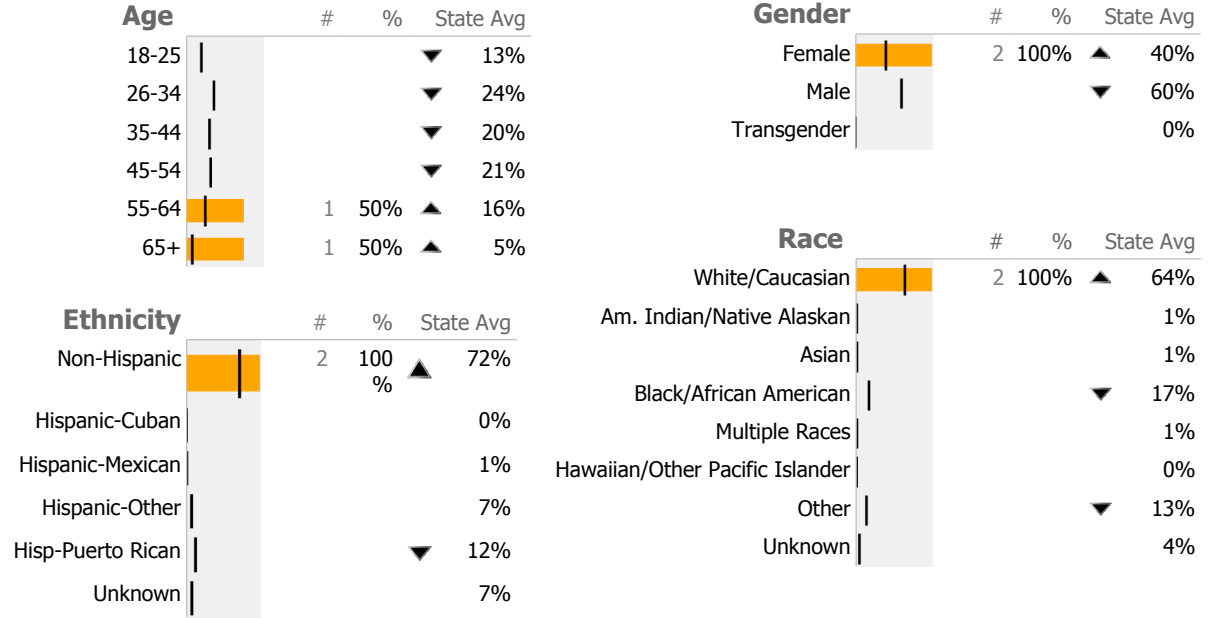 Age # % State Avg
18-25 13%
26-34 24%
35-44 20%
45-54 21%
55-64 1 50% 16%
65+ 1 50% 5%
Ethnicity # % State Avg
Non-Hispanic 2 100 72%
%
Hispanic-Cuban 0%
Hispanic-Mexican 1%
Hispanic-Other 7%
Hisp-Puerto Rican 12%
Unknown 7%
Gender # % State Avg
Female 2 100% 40%
Male 60%
Transgender 0%
Race # % State Avg
White/Caucasian 2 100% 64%
Am. Indian/Native Alaskan 1%
Asian 1%
Black/African American 17%
Multiple Races 1%
Hawaiian/Other Pacific Islander 0%
Other 13%
Unknown 4%